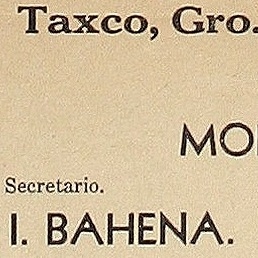 Taxco, Gro.
MO
Secretario.
I. BAHENA.